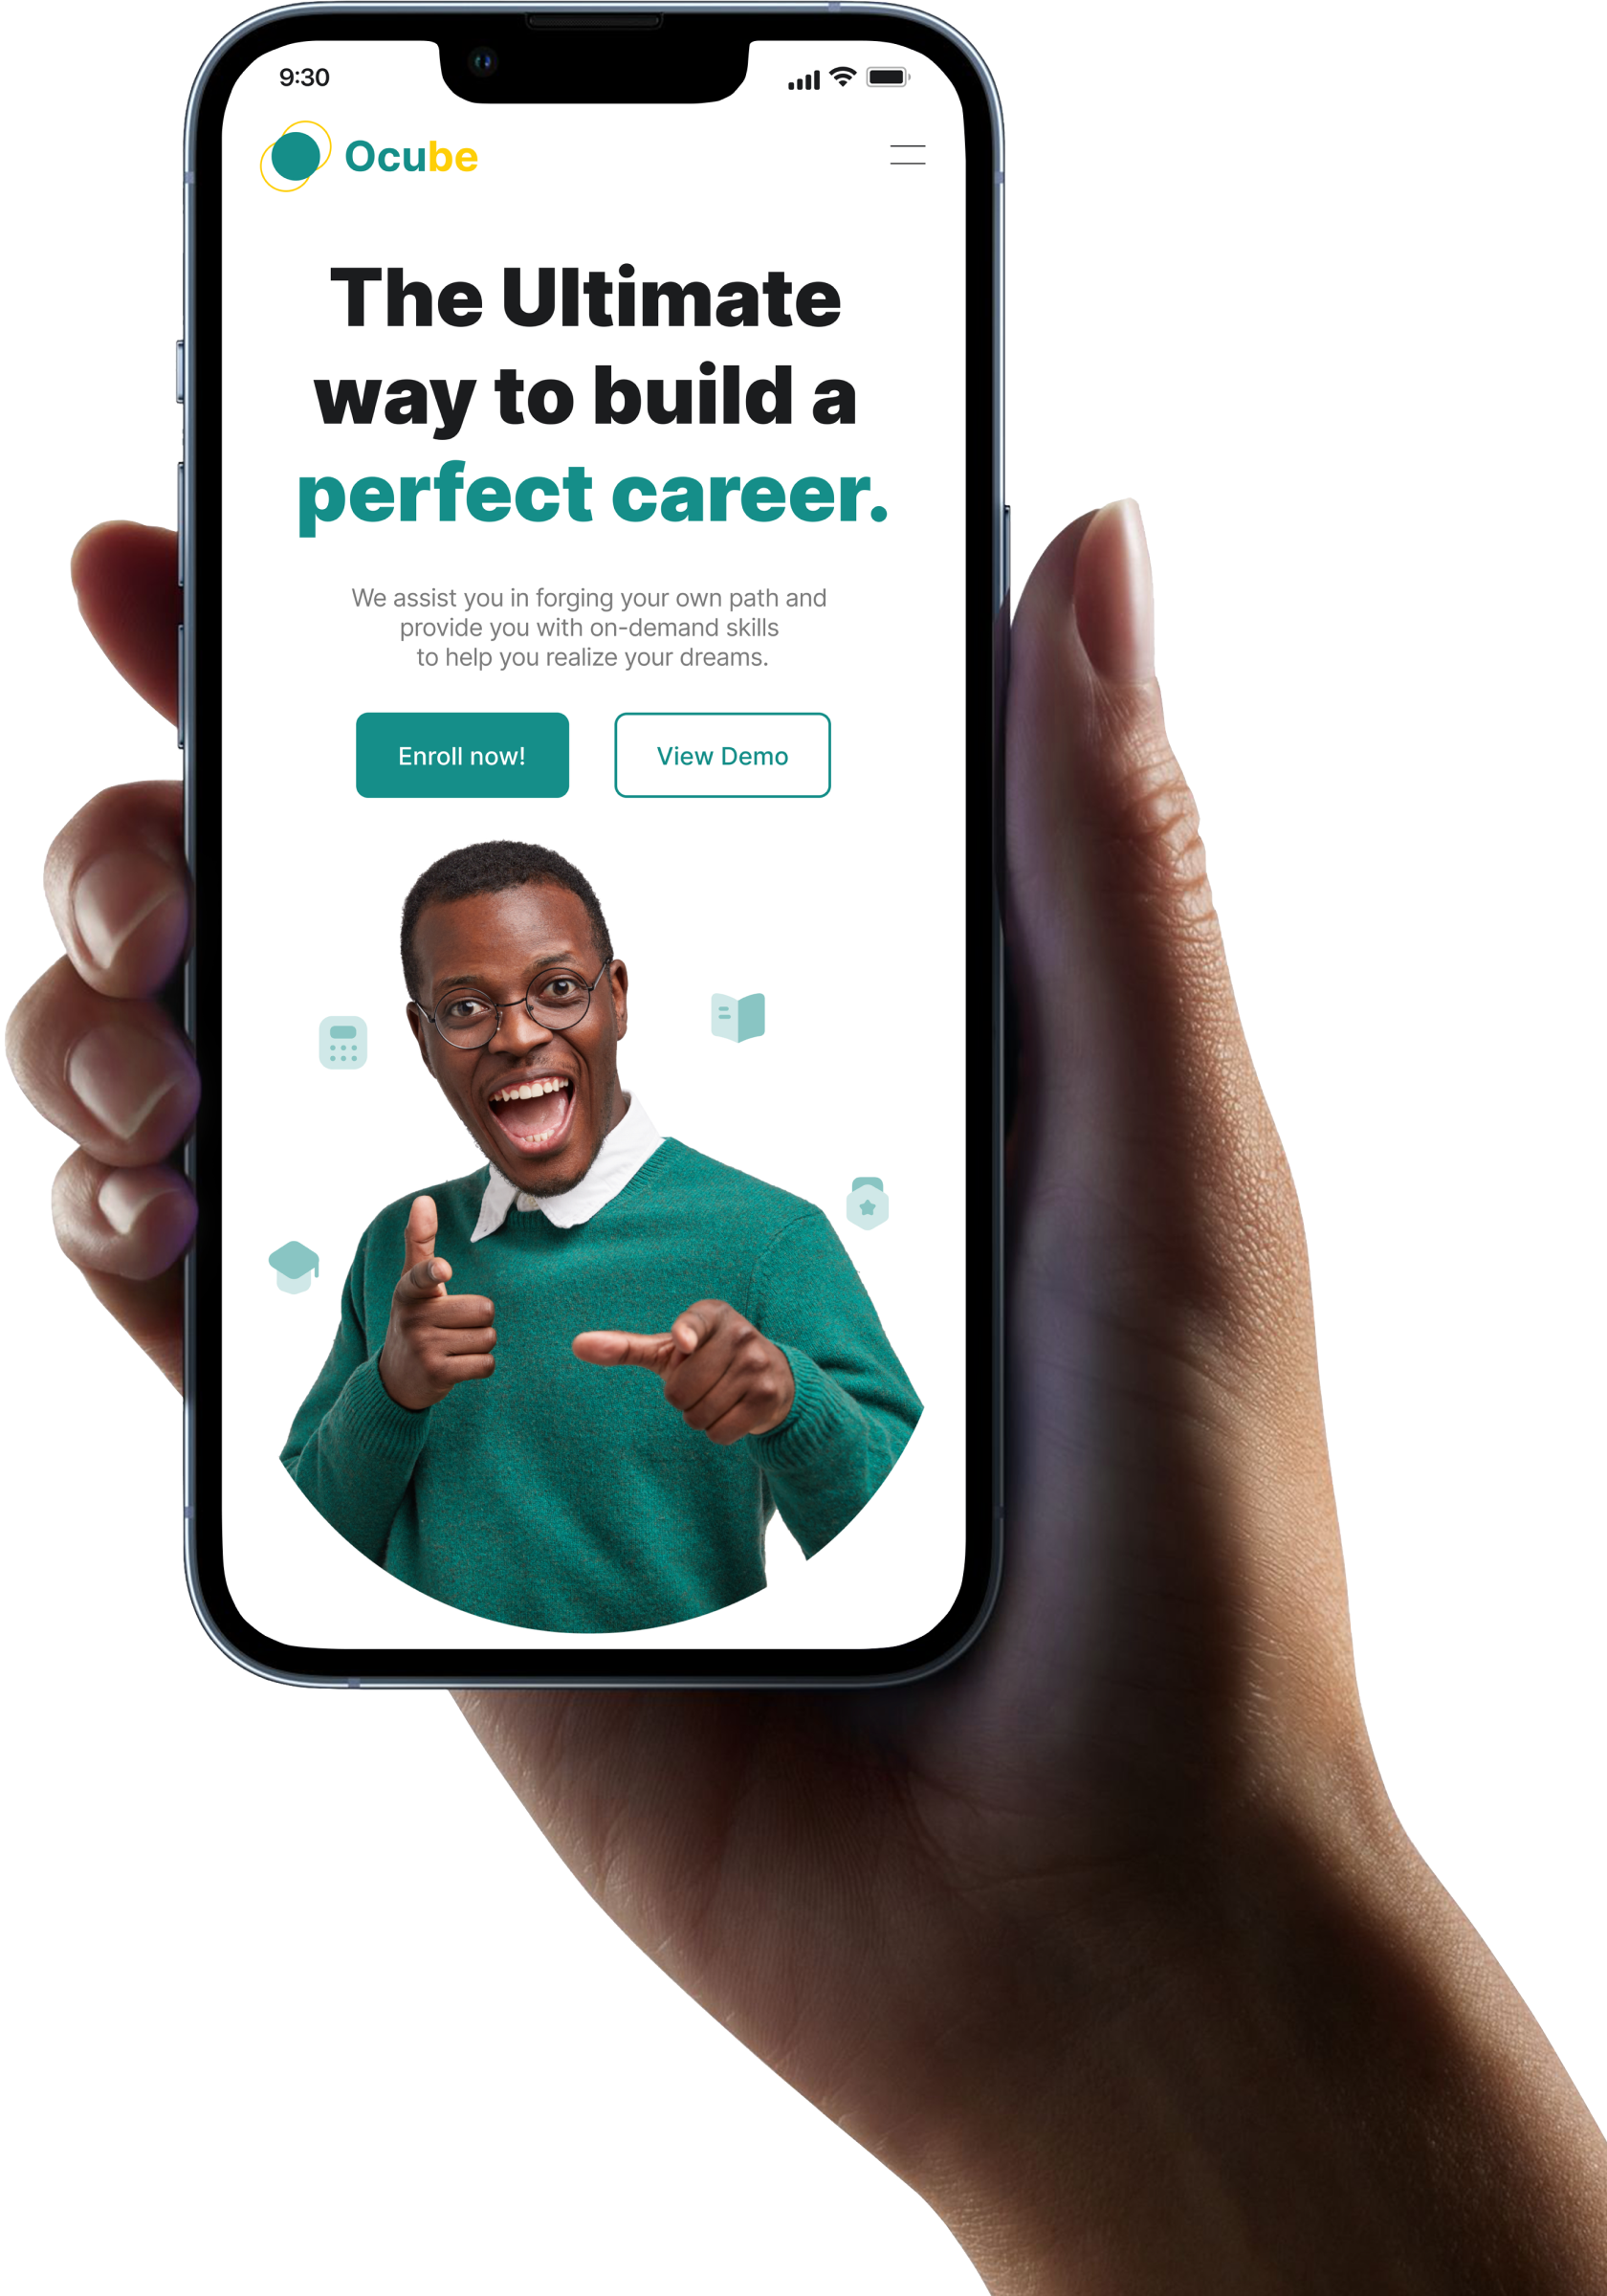 9:30
Ocube
The Ultimate
way to build a
perfect career.
We assist you in forging your own path and
provide you with on-demand skills
to help you realize your dreams.
Enroll now!
View Demo